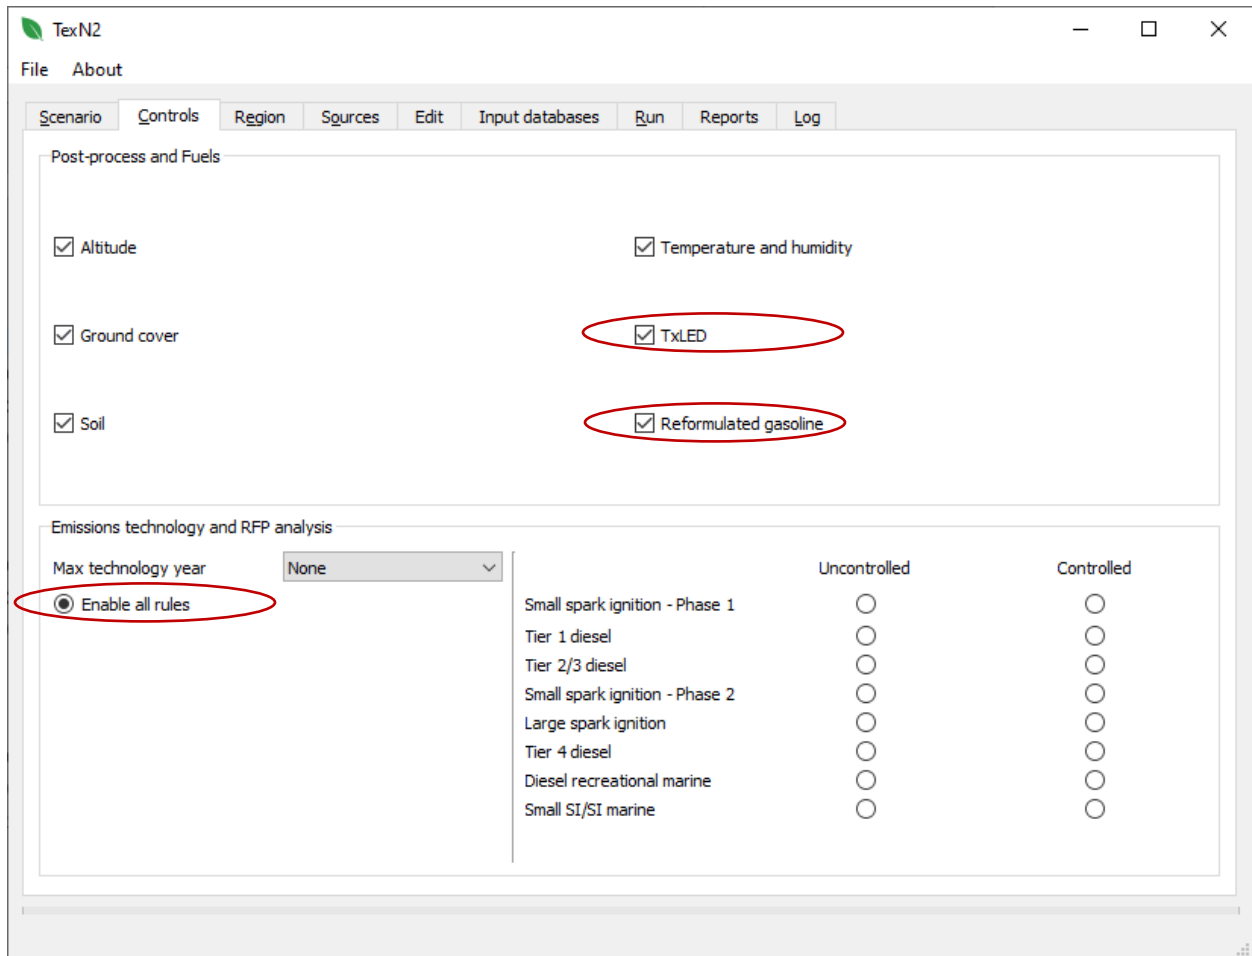 TexN2
File About
Scenario Controls Region Sources Edit Input databases Run Reports Log
Post-process and Fuels
Altitude Temperature and humidity
Ground cover TxLED
Soil Reformulated gasoline
Emissions technology and RFP analysis
Max technology year None Uncontrolled Controlled
Enable all rules Small spark ignition - Phase 1
Tier 1 diesel
Tier 2/3 diesel
Small spark ignition - Phase 2
Large spark ignition
Tier 4 diesel
Diesel recreational marine
Small SI/SI marine